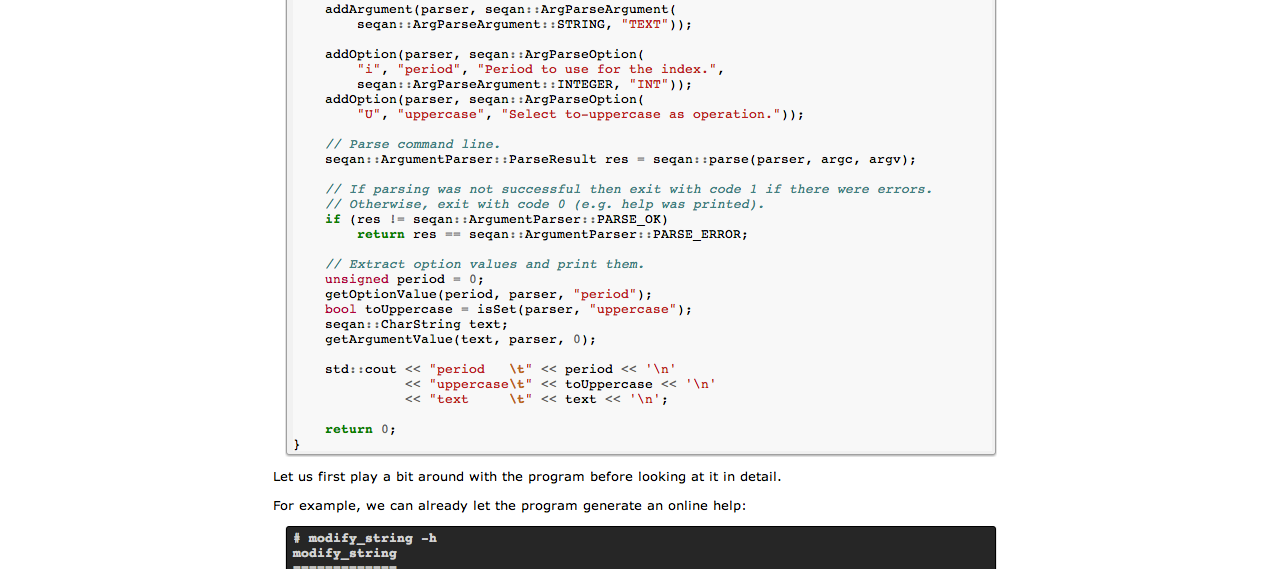 addArgument(parser, seqan::ArgParseArgument(
seqan::ArgParseArgument::STRING, "TEXT"));
addOption(parser, seqan::ArgParseOption(
"i", "period", "Period to use for the index.",
seqan::ArgParseArgument::INTEGER, "INT"));
addOption(parser, seqan::ArgParseOption(
"U", "uppercase", "Select to-uppercase as operation."));
// Parse command line.
seqan::ArgumentParser::ParseResult res = seqan::parse(parser, argc, argv);
// If parsing was not successful then exit with code 1 if there were errors.
// Otherwise, exit with code 0 (e.g. help was printed).
if (res != seqan::ArgumentParser::PARSE_OK)
return res == seqan::ArgumentParser::PARSE_ERROR;
// Extract option values and print them.
unsigned period = 0;
getOptionValue(period, parser, "period");
bool toUppercase = isSet(parser, "uppercase");
seqan::CharString text;
getArgumentValue(text, parser, 0);
std::cout << "period   \t" << period << '\n'
<< "uppercase\t" << toUppercase << '\n'
<< "text     \t" << text << '\n';
return 0;
}
Let us first play a bit around with the program before looking at it in detail.
For example, we can already let the program generate an online help:
# modify_string -h
modify_string
=============